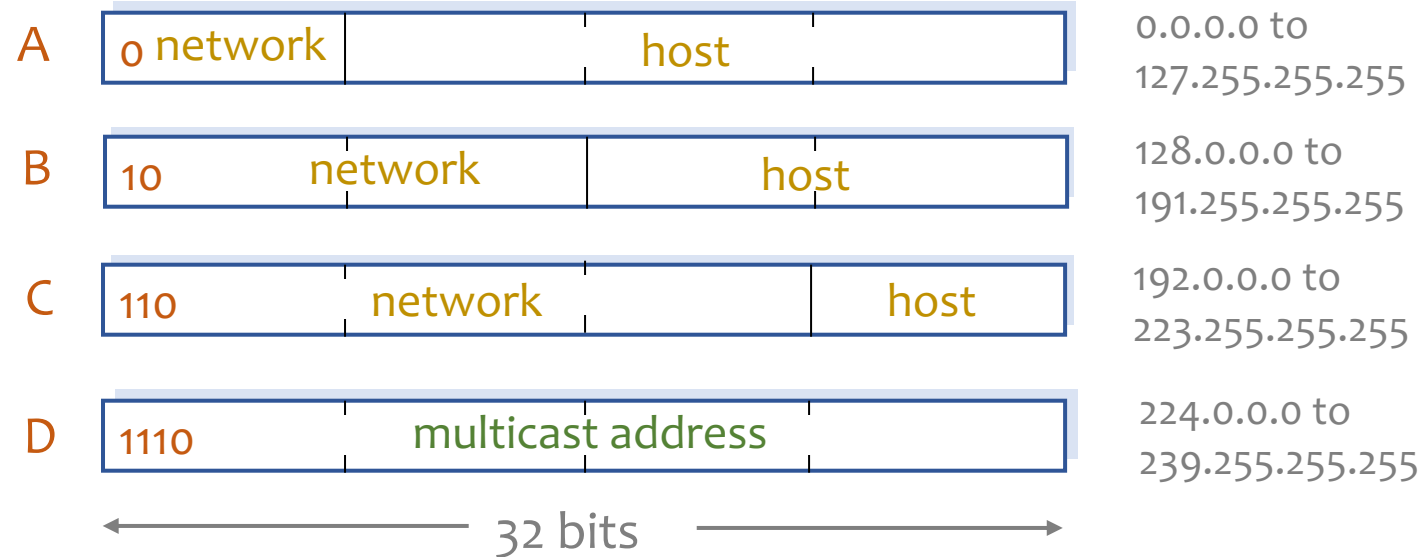 A 0 network host 0.0.0.0 to
127.255.255.255
B 10 network host 128.0.0.0 to
191.255.255.255
C 110 network host 192.0.0.0 to
223.255.255.255
D 1110 multicast address 224.0.0.0 to
239.255.255.255
32 bits